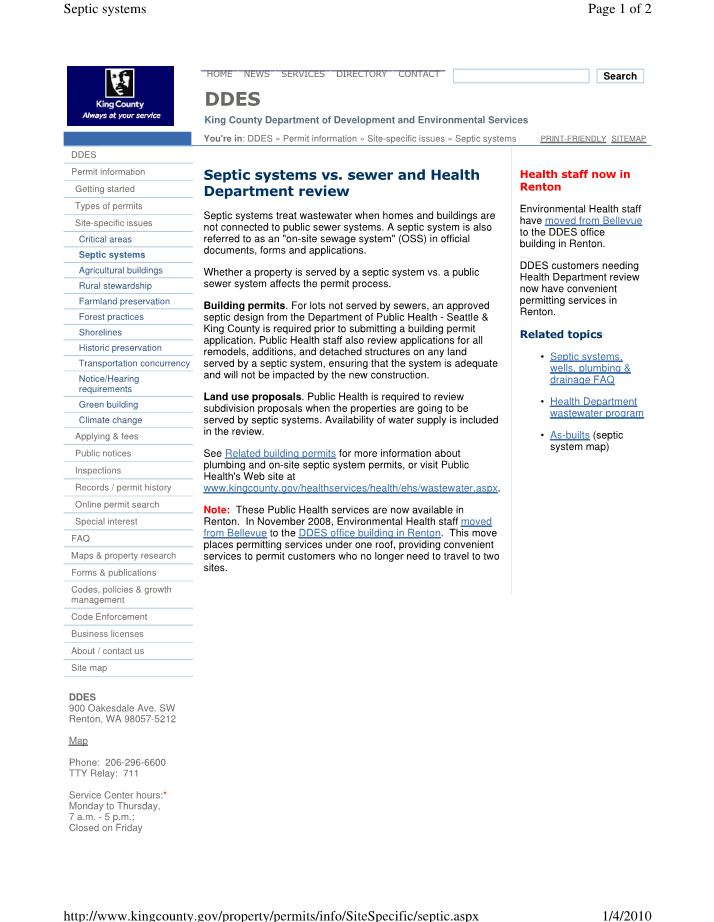 Septic systems Page 1 of 2
King County
Always at your service
HOME NEWS SERVICES DIRECTORY CONTACT Search
DDES
King County Department of Development and Environmental Services
You're in: DDES » Permit information » Site-specific issues » Septic systems PRINT-FRIENDLY SITEMAP
DDES
Permit information
Getting started
Types of permits
Site-specific issues
Critical areas
Septic systems
Agricultural buildings
Rural stewardship
Farmland preservation
Forest practices
Shorelines
Historic preservation
Transportation concurrency
Notice/Hearing
requirements
Green building
Climate change
Applying & fees
Public notices
Inspections
Records / permit history
Online permit search
Special interest
FAQ
Maps & property research
Forms & publications
Codes, policies & growth
management
Code Enforcement
Business licenses
About / contact us
Site map
DDES
900 Oakesdale Ave. SW
Renton, WA 98057-5212
Map
Phone: 206-296-6600
TTY Relay: 711
Service Center hours:*
Monday to Thursday,
7 a.m. - 5 p.m.;
Closed on Friday
Septic systems vs. sewer and Health
Department review
Septic systems treat wastewater when homes and buildings are
not connected to public sewer systems. A septic system is also
referred to as an "on-site sewage system" (OSS) in official
documents, forms and applications.
Whether a property is served by a septic system vs. a public
sewer system affects the permit process.
Building permits. For lots not served by sewers, an approved
septic design from the Department of Public Health - Seattle &
King County is required prior to submitting a building permit
application. Public Health staff also review applications for all
remodels, additions, and detached structures on any land
served by a septic system, ensuring that the system is adequate
and will not be impacted by the new construction.
Land use proposals. Public Health is required to review
subdivision proposals when the properties are going to be
served by septic systems. Availability of water supply is included
in the review.
See Related building permits for more information about
plumbing and on-site septic system permits, or visit Public
Health's Web site at
www.kingcounty.gov/healthservices/health/ehs/wastewater.aspx.
Note: These Public Health services are now available in
Renton. In November 2008, Environmental Health staff moved
from Bellevue to the DDES office building in Renton. This move
places permitting services under one roof, providing convenient
services to permit customers who no longer need to travel to two
sites.
Health staff now in
Renton
Environmental Health staff
have moved from Bellevue
to the DDES office
building in Renton.
DDES customers needing
Health Department review
now have convenient
permitting services in
Renton.
Related topics
• Septic systems,
wells, plumbing &
drainage FAQ
• Health Department
wastewater program
• As-builts (septic
system map)
http://www.kingcounty.gov/property/permits/info/SiteSpecific/septic.aspx 1/4/2010